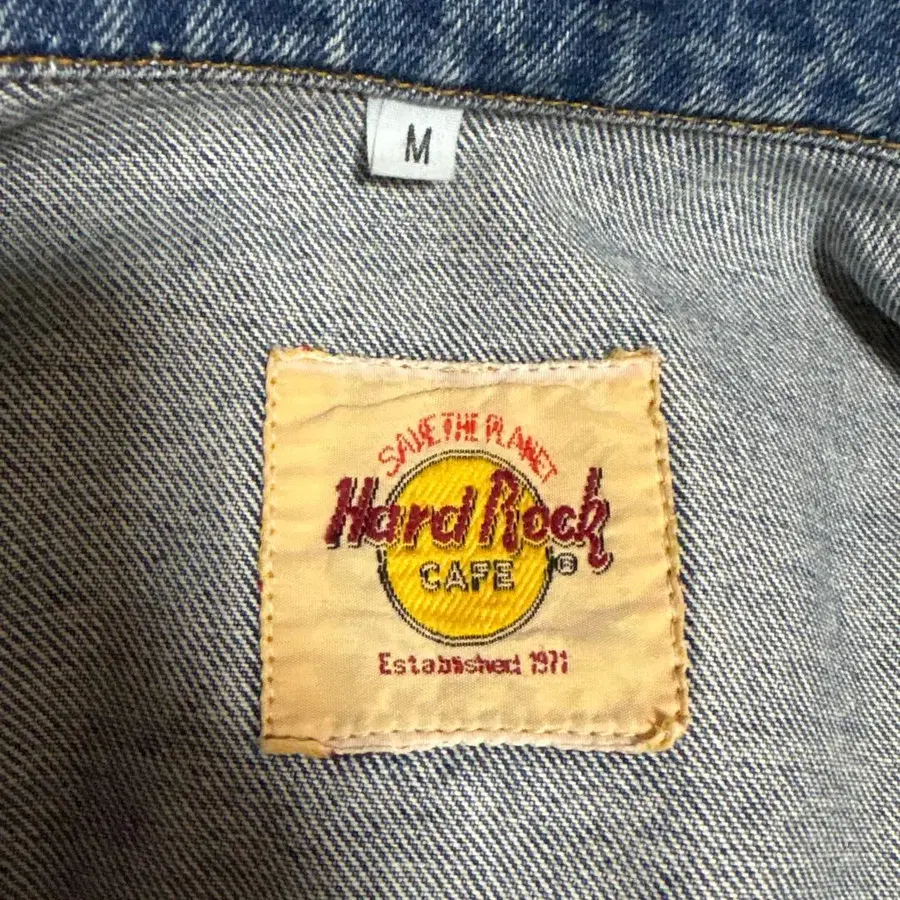 M
SAVE THE PLANET
Hard Rock
CAFE ®
Established 1971